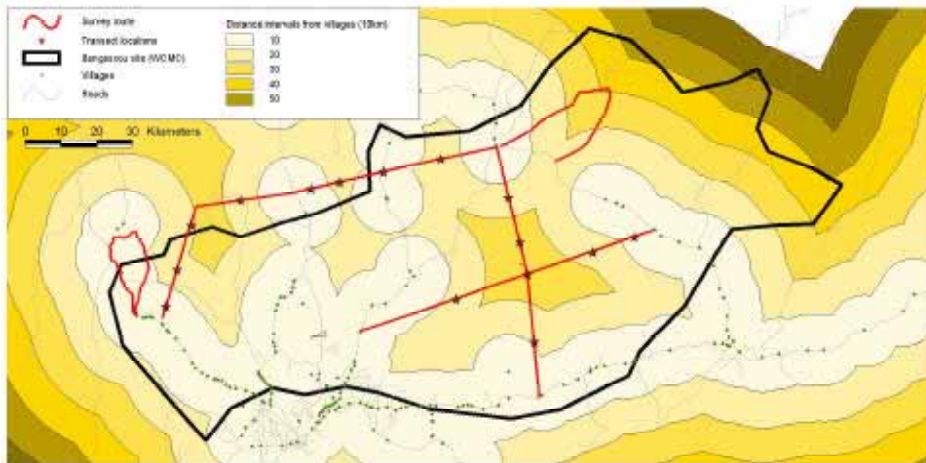 Survey route
Transect locations
Bangassou site (WCMC)
Villages
Roads
Distance intervals from villages (10km)
10
20
30
40
50
0 10 20 30 Kilometers